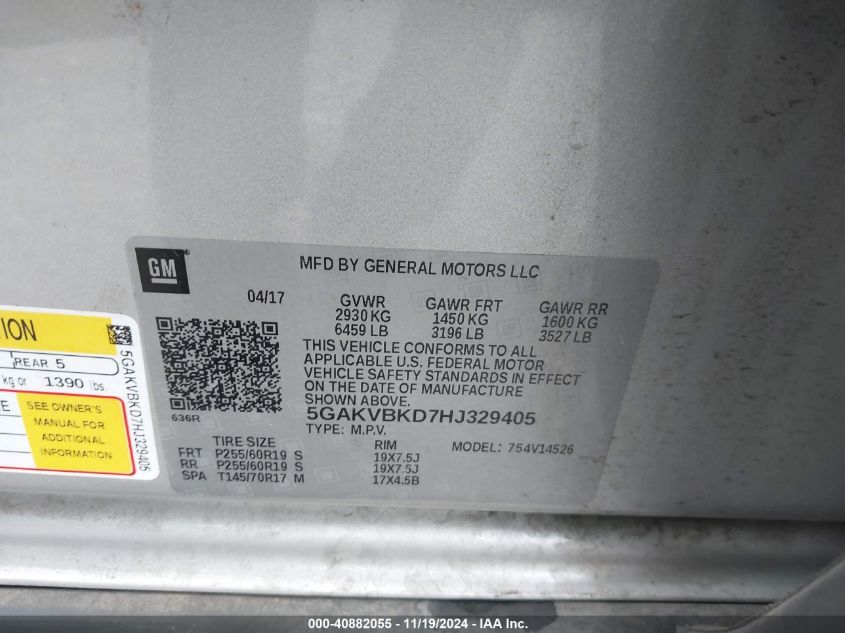 GM
MFD BY GENERAL MOTORS LLC
04/17
GVWR GAWR FRT GAWR RR
2930 KG 1450 KG 1600 KG
6459 LB 3196 LB 3527 LB
THIS VEHICLE CONFORMS TO ALL
APPLICABLE U.S. FEDERAL MOTOR
VEHICLE SAFETY STANDARDS IN EFFECT
ON THE DATE OF MANUFACTURE
SHOWN ABOVE.
5GAKVBKD7HJ329405
TYPE: M.P.V.
MODEL: 754V14526
636R
TIRE SIZE RIM
FRT P255/60R19 S 19X7.5J
RR P255/60R19 S 19X7.5J
SPA T145/70R17 M 17X4.5B
TION
REAR 5
kg or 1390 lbs.
E
SEE OWNER'S
MANUAL FOR
ADDITIONAL
INFORMATION
5GAKVBKD7HJ329405
000-40882055 - 11/19/2024 - IAAI.com